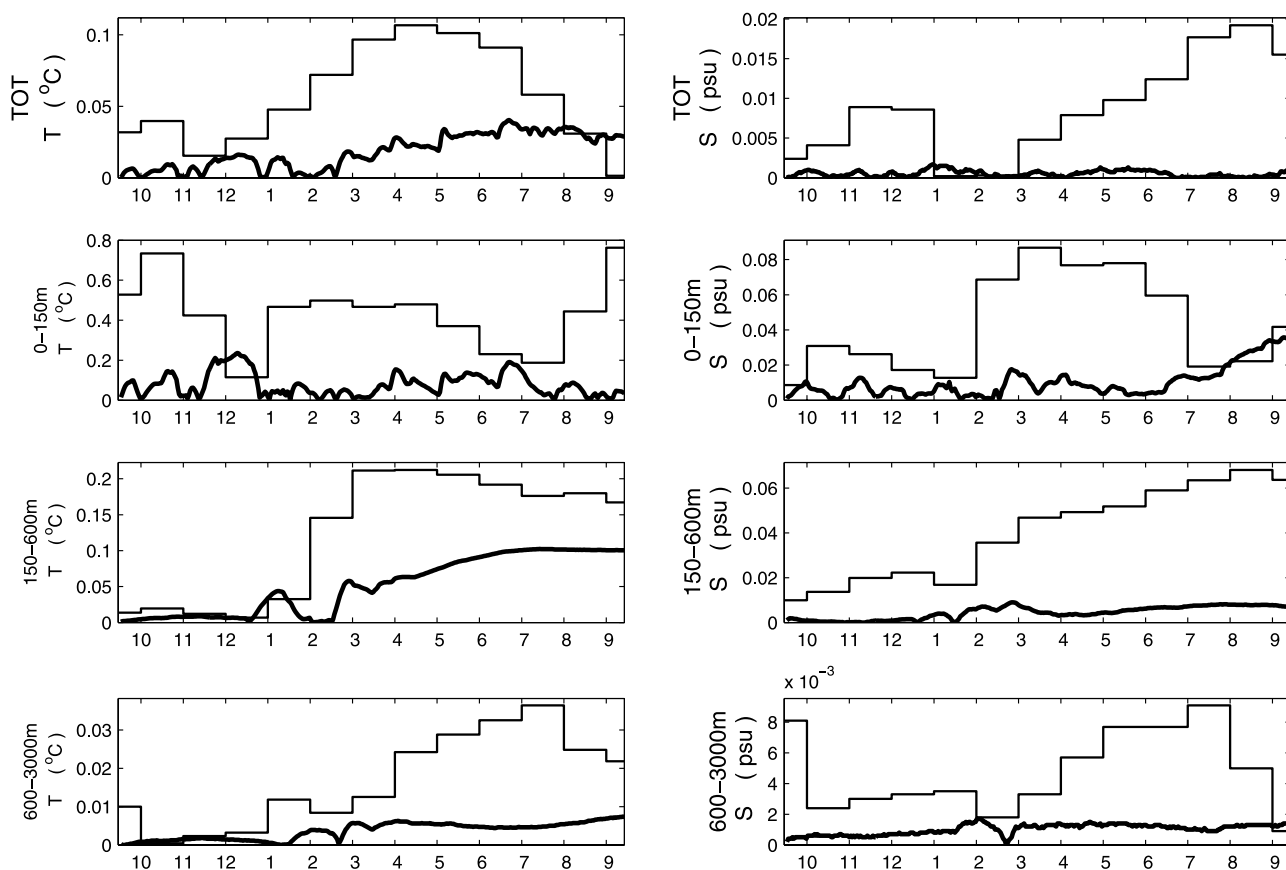 TOT
T ( °C )
0.1
0.05
0
10 11 12 1 2 3 4 5 6 7 8 9
TOT
S ( psu )
0.02
0.015
0.01
0.005
0
10 11 12 1 2 3 4 5 6 7 8 9
0−150m
T ( °C )
0.8
0.6
0.4
0.2
0
10 11 12 1 2 3 4 5 6 7 8 9
0−150m
S ( psu )
0.08
0.06
0.04
0.02
0
10 11 12 1 2 3 4 5 6 7 8 9
150−600m
T ( °C )
0.2
0.15
0.1
0.05
0
10 11 12 1 2 3 4 5 6 7 8 9
150−600m
S ( psu )
0.06
0.04
0.02
0
10 11 12 1 2 3 4 5 6 7 8 9
600−3000m
T ( °C )
0.03
0.02
0.01
0
10 11 12 1 2 3 4 5 6 7 8 9
x 10⁻³
600−3000m
S ( psu )
8
6
4
2
0
10 11 12 1 2 3 4 5 6 7 8 9